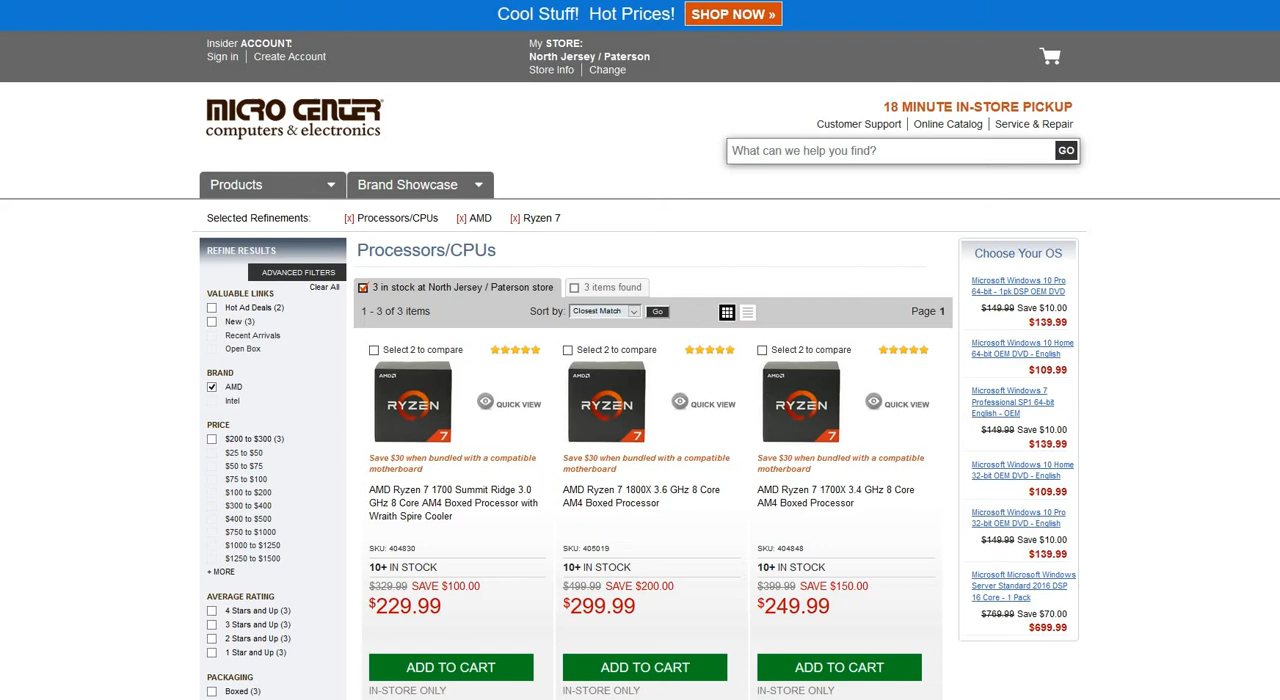 Cool Stuff!  Hot Prices! SHOP NOW »
Insider ACCOUNT:
Sign in | Create Account
My STORE:
North Jersey / Paterson
Store Info | Change
MICRO CENTER
computers & electronics
18 MINUTE IN-STORE PICKUP
Customer Support | Online Catalog | Service & Repair
What can we help you find? GO
Products
Brand Showcase
Selected Refinements: [x] Processors/CPUs [x] AMD [x] Ryzen 7
REFINE RESULTS
ADVANCED FILTERS
Clear All
VALUABLE LINKS
Hot Ad Deals (2)
New (3)
Recent Arrivals
Open Box
BRAND
AMD
Intel
PRICE
$200 to $300 (3)
$25 to $50
$50 to $75
$75 to $100
$100 to $200
$300 to $400
$400 to $500
$750 to $1000
$1000 to $1250
$1250 to $1500
+ MORE
AVERAGE RATING
4 Stars and Up (3)
3 Stars and Up (3)
2 Stars and Up (3)
1 Star and Up (3)
PACKAGING
Boxed (3)
Processors/CPUs
3 in stock at North Jersey / Paterson store
3 items found
1 - 3 of 3 items
Sort by: Closest Match Go
Page 1
Select 2 to compare
AMD
RYZEN
7
QUICK VIEW
Save $30 when bundled with a compatible
motherboard
AMD Ryzen 7 1700 Summit Ridge 3.0
GHz 8 Core AM4 Boxed Processor with
Wraith Spire Cooler
SKU: 404830
10+ IN STOCK
$329.99 SAVE $100.00
$229.99
ADD TO CART
IN-STORE ONLY
Select 2 to compare
AMD
RYZEN
7
QUICK VIEW
Save $30 when bundled with a compatible
motherboard
AMD Ryzen 7 1800X 3.6 GHz 8 Core
AM4 Boxed Processor
SKU: 405019
10+ IN STOCK
$499.99 SAVE $200.00
$299.99
ADD TO CART
IN-STORE ONLY
Select 2 to compare
AMD
RYZEN
7
QUICK VIEW
Save $30 when bundled with a compatible
motherboard
AMD Ryzen 7 1700X 3.4 GHz 8 Core
AM4 Boxed Processor
SKU: 404848
10+ IN STOCK
$399.99 SAVE $150.00
$249.99
ADD TO CART
IN-STORE ONLY
Choose Your OS
Microsoft Windows 10 Pro
64-bit - 1pk DSP OEM DVD
$149.99 Save $10.00
$139.99
Microsoft Windows 10 Home
64-bit OEM DVD - English
$109.99
Microsoft Windows 7
Professional SP1 64-bit
English - OEM
$149.99 Save $10.00
$139.99
Microsoft Windows 10 Home
32-bit OEM DVD - English
$109.99
Microsoft Windows 10 Pro
32-bit OEM DVD - English
$149.99 Save $10.00
$139.99
Microsoft Microsoft Windows
Server Standard 2016 DSP
16 Core - 1 Pack
$769.99 Save $70.00
$699.99